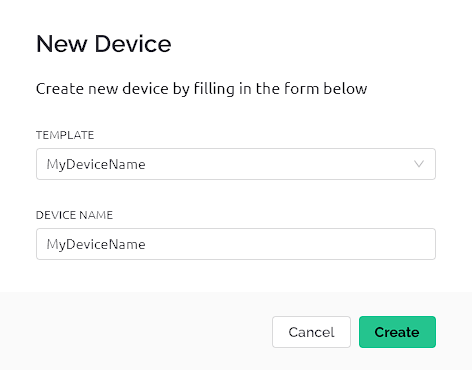 New Device
Create new device by filling in the form below
TEMPLATE
MyDeviceName
DEVICE NAME
MyDeviceName
Cancel
Create